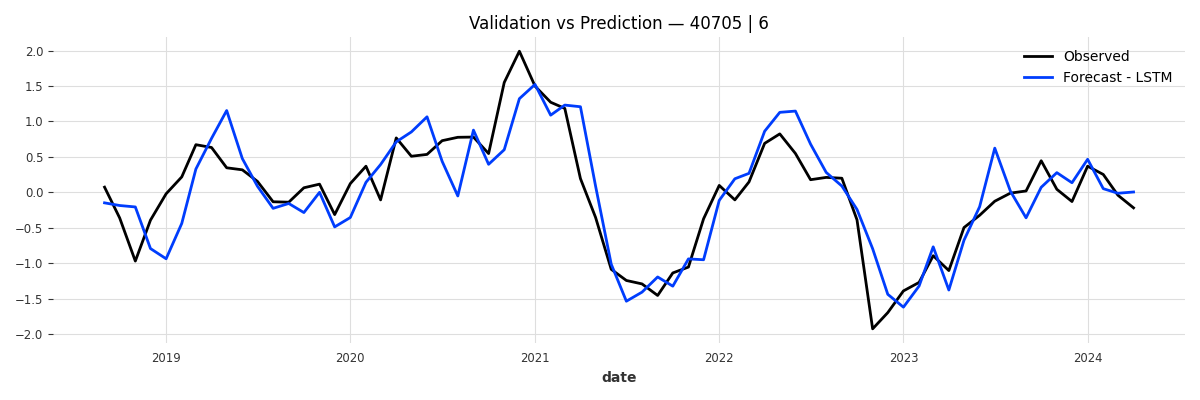 Validation vs Prediction — 40705 | 6
Observed
Forecast - LSTM
2.0
1.5
1.0
0.5
0.0
−0.5
−1.0
−1.5
−2.0
2019 2020 2021 2022 2023 2024
date